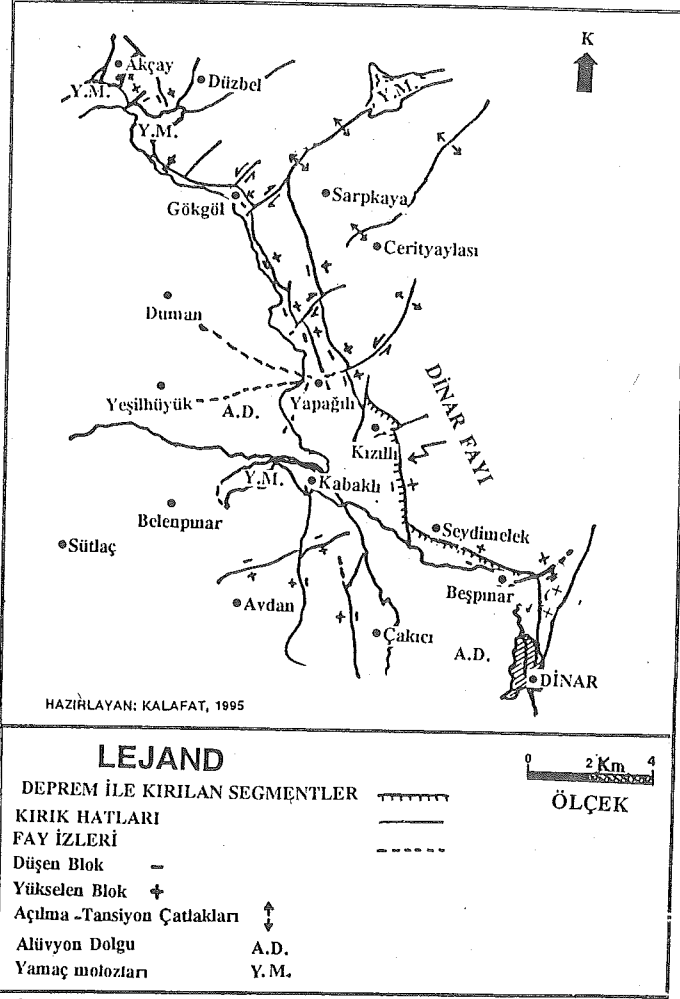 K
Akçay
Düzbel
Y.M.
Y.M.
Y.M.
Sarpkaya
Gökgöl
Cerityaylası
Duman
DİNAR FAYI
Yeşilhüyük
A.D.
Yapağılı
Kızıllı
Y.M.
Kabaklı
Belenpınar
Seydimelek
Sütlaç
Beşpınar
Avdan
Çakıcı
A.D.
DİNAR
HAZIRLAYAN: KALAFAT, 1995
LEJAND
0 2 Km 4
ÖLÇEK
DEPREM İLE KIRILAN SEGMENTLER
KIRIK HATLARI
FAY İZLERİ
Düşen Blok -
Yükselen Blok +
Açılma -Tansiyon Çatlakları
Alüvyon Dolgu A.D.
Yamaç molozları Y.M.